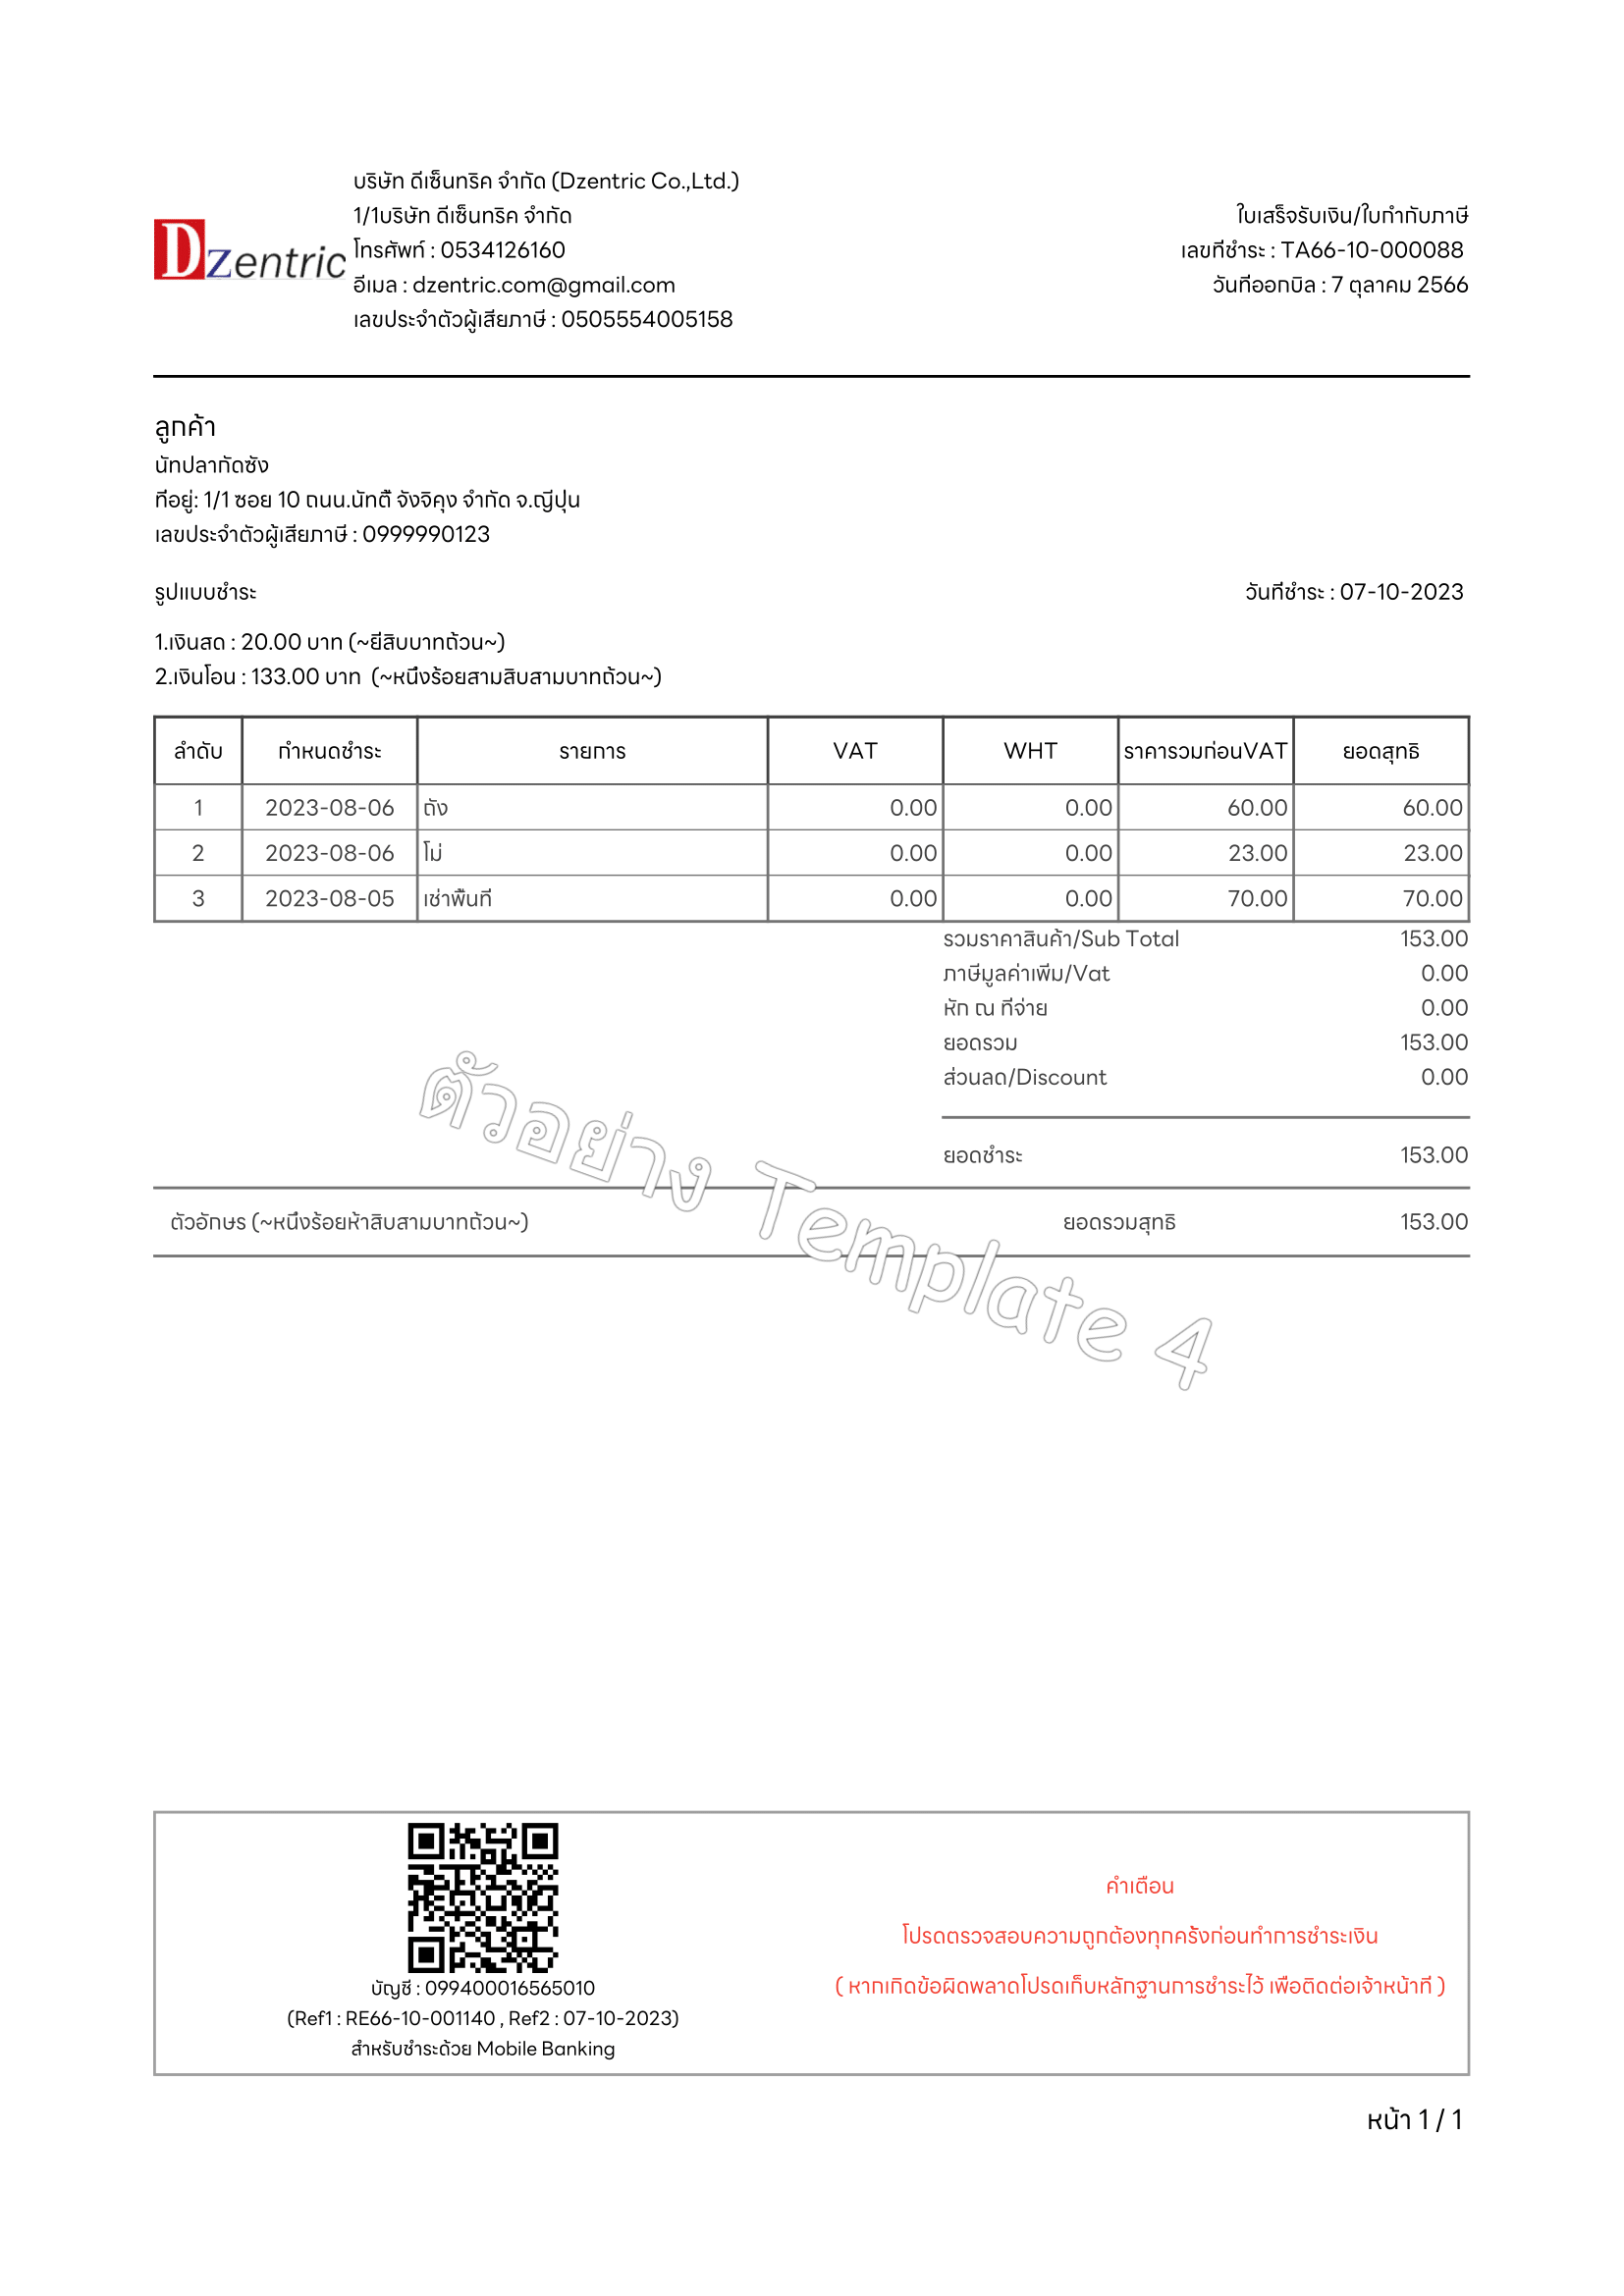 Dzentric
บริษัท ดีเซ็นทริค จำกัด (Dzentric Co.,Ltd.)
1/1บริษัท ดีเซ็นทริค จำกัด
โทรศัพท์ : 0534126160
อีเมล : dzentric.com@gmail.com
เลขประจำตัวผู้เสียภาษี : 0505554005158
ใบเสร็จรับเงิน/ใบกำกับภาษี
เลขที่ชำระ : TA66-10-000088
วันที่ออกบิล : 7 ตุลาคม 2566
ลูกค้า
นัทปลากัดซัง
ที่อยู่: 1/1 ซอย 10 ถนน.นัทตี้ จังจิคุง จำกัด จ.ญี่ปุ่น
เลขประจำตัวผู้เสียภาษี : 0999990123
รูปแบบชำระ
วันที่ชำระ : 07-10-2023
1.เงินสด : 20.00 บาท (~ยี่สิบบาทถ้วน~)
2.เงินโอน : 133.00 บาท (~หนึ่งร้อยสามสิบสามบาทถ้วน~)
ลำดับ กำหนดชำระ รายการ VAT WHT ราคารวมก่อนVAT ยอดสุทธิ
1 2023-08-06 ถัง 0.00 0.00 60.00 60.00
2 2023-08-06 โม่ 0.00 0.00 23.00 23.00
3 2023-08-05 เช่าพื้นที่ 0.00 0.00 70.00 70.00
รวมราคาสินค้า/Sub Total 153.00
ภาษีมูลค่าเพิ่ม/Vat 0.00
หัก ณ ที่จ่าย 0.00
ยอดรวม 153.00
ส่วนลด/Discount 0.00
ยอดชำระ 153.00
ตัวอักษร (~หนึ่งร้อยห้าสิบสามบาทถ้วน~) ยอดรวมสุทธิ 153.00
ตัวอย่าง Template 4
บัญชี : 099400016565010
(Ref1 : RE66-10-001140 , Ref2 : 07-10-2023)
สำหรับชำระด้วย Mobile Banking
คำเตือน
โปรดตรวจสอบความถูกต้องทุกครั้งก่อนทำการชำระเงิน
( หากเกิดข้อผิดพลาดโปรดเก็บหลักฐานการชำระไว้ เพื่อติดต่อเจ้าหน้าที่ )
หน้า 1 / 1